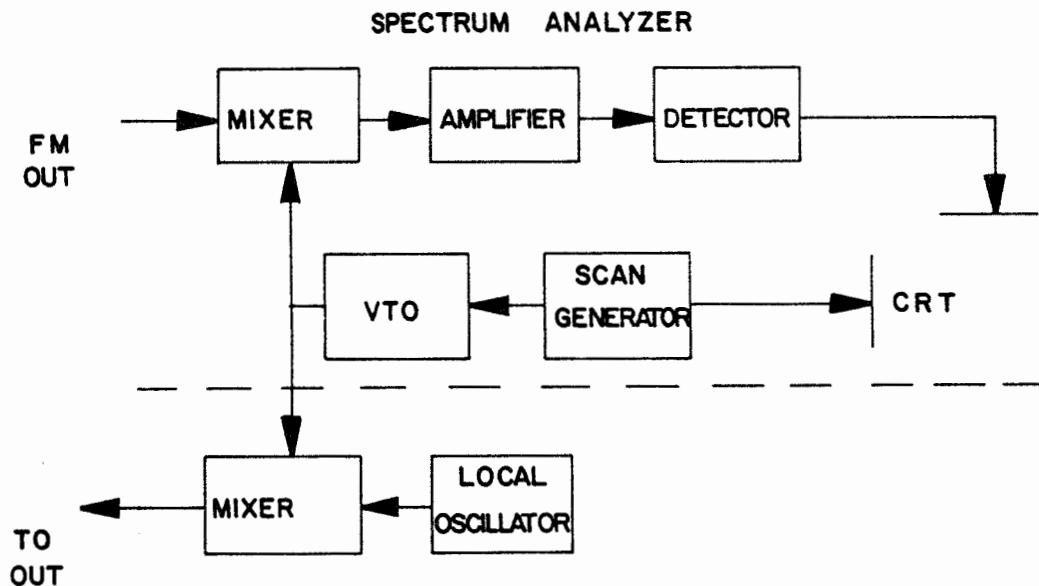 SPECTRUM ANALYZER
MIXER
AMPLIFIER
DETECTOR
FM
OUT
VTO
SCAN
GENERATOR
CRT
MIXER
LOCAL
OSCILLATOR
TO
OUT